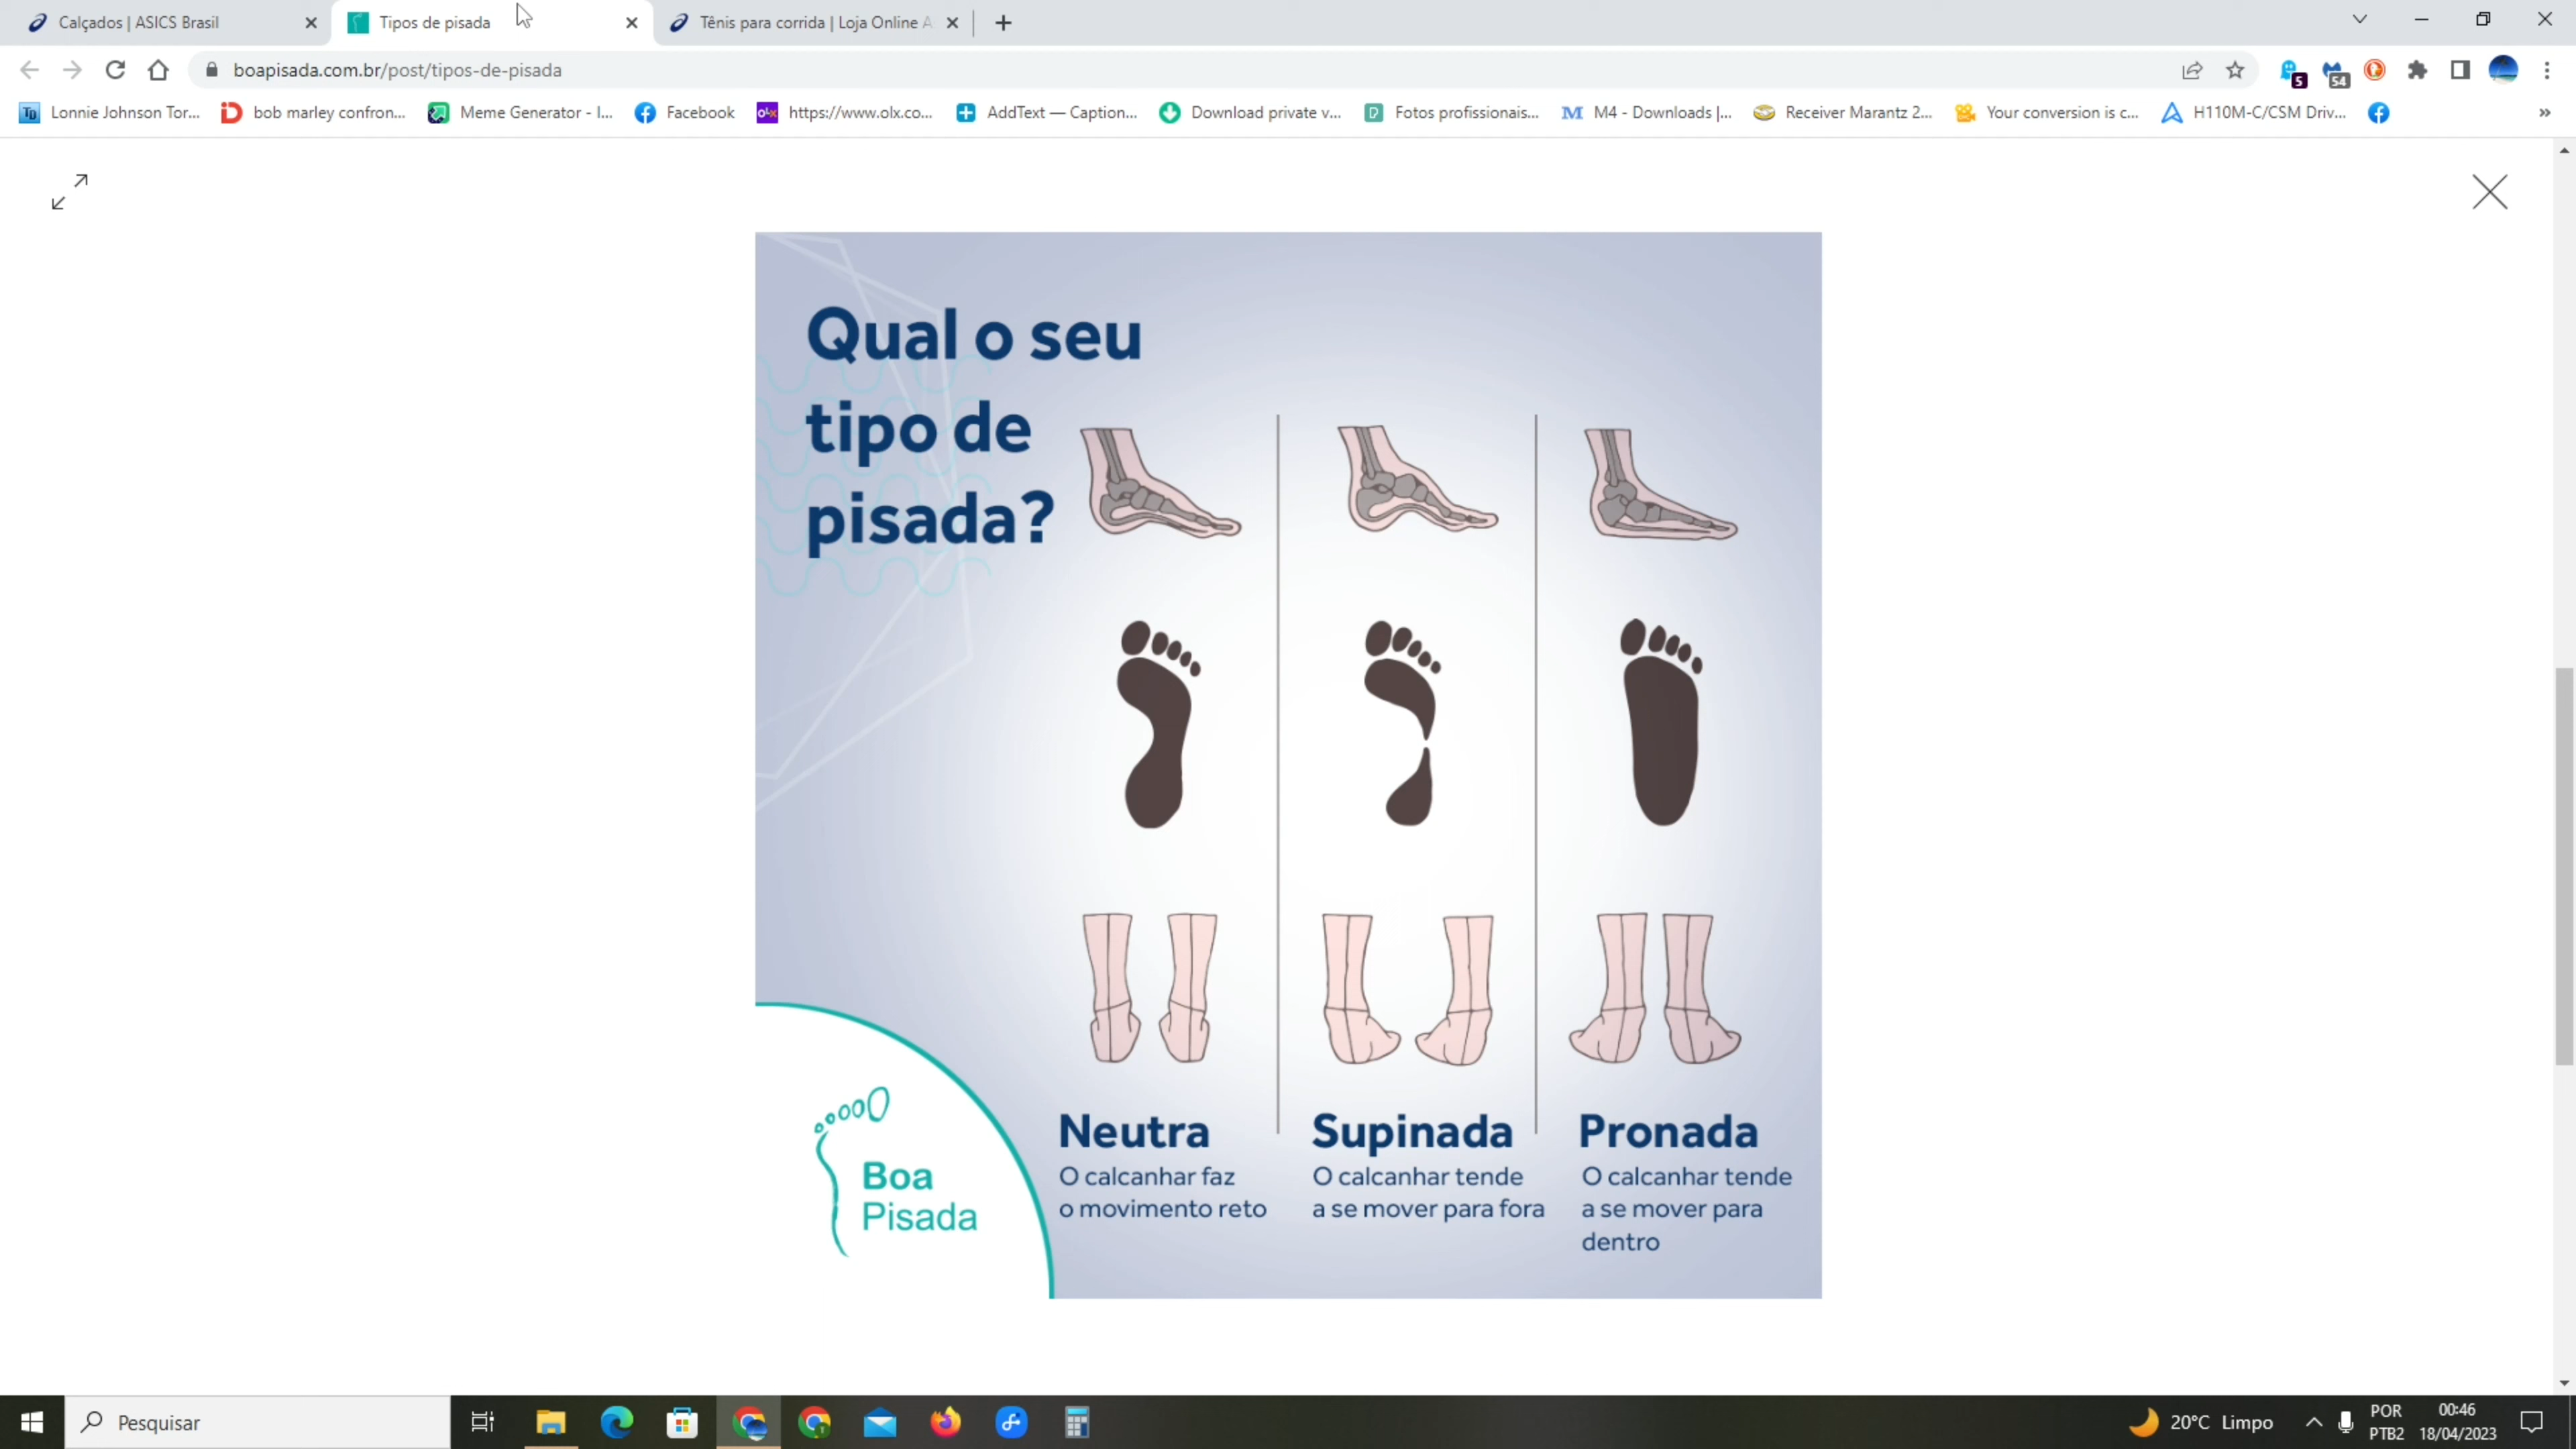 Calçados | ASICS Brasil
Tipos de pisada
Tênis para corrida | Loja Online A
boapisada.com.br/post/tipos-de-pisada
5
54
TD
Lonnie Johnson Tor...
bob marley confron...
Meme Generator - I...
Facebook
OLX
https://www.olx.co...
AddText — Caption...
Download private v...
Fotos profissionais...
M4 - Downloads |...
Receiver Marantz 2...
Your conversion is c...
H110M-C/CSM Driv...
Qual o seu
tipo de
pisada?
Neutra
O calcanhar faz
o movimento reto
Supinada
O calcanhar tende
a se mover para fora
Pronada
O calcanhar tende
a se mover para
dentro
Boa
Pisada
Pesquisar
20°C Limpo
POR
PTB2
00:46
18/04/2023